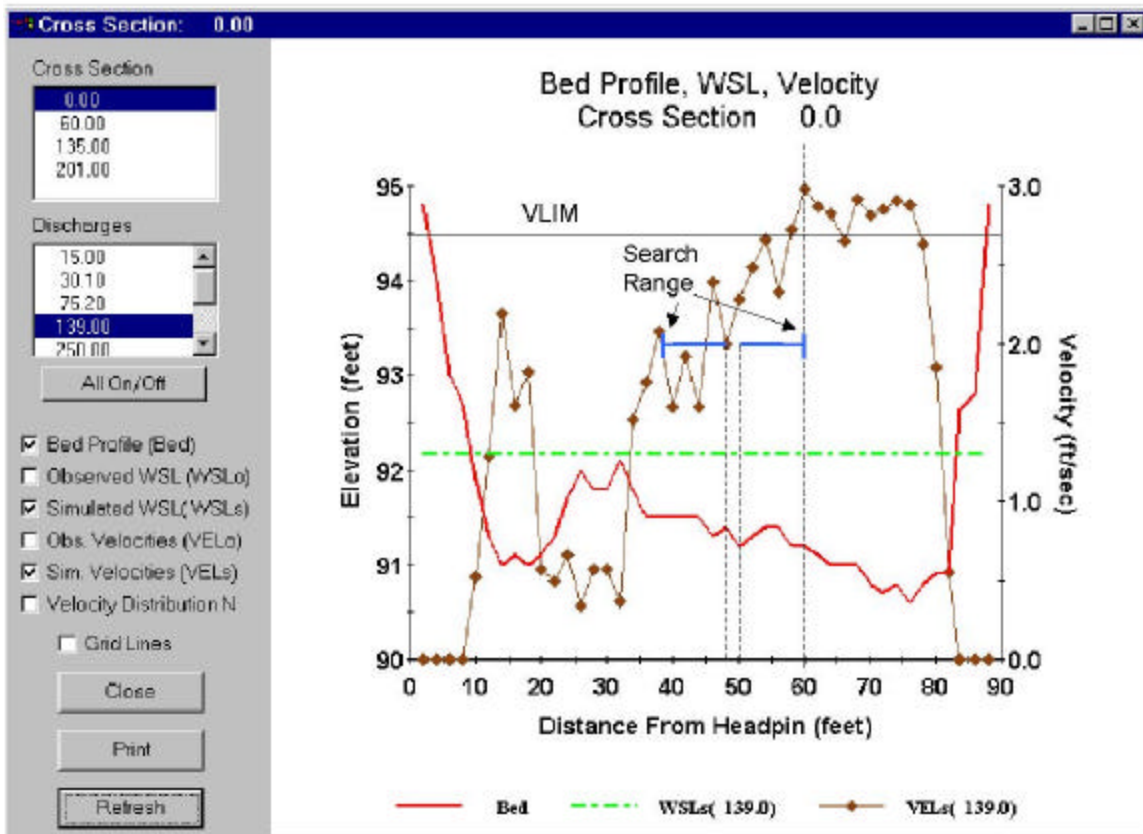 Cross Section: 0.00
Cross Section
0.00
60.00
135.00
201.00
Discharges
15.00
30.10
75.20
139.00
250.00
All On/Off
Bed Profile (Bed)
Observed WSL (WSLo)
Simulated WSL( WSLs)
Obs. Velocities (VELo)
Sim. Velocities (VELs)
Velocity Distribution N
Grid Lines
Close
Print
Refresh
Bed Profile, WSL, Velocity
Cross Section 0.0
95
94
93
92
91
90
Elevation (feet)
VLIM
Search
Range
3.0
2.0
1.0
0.0
Velocity (ft/sec)
0 10 20 30 40 50 60 70 80 90
Distance From Headpin (feet)
Bed WSLs( 139.0) VELs( 139.0)